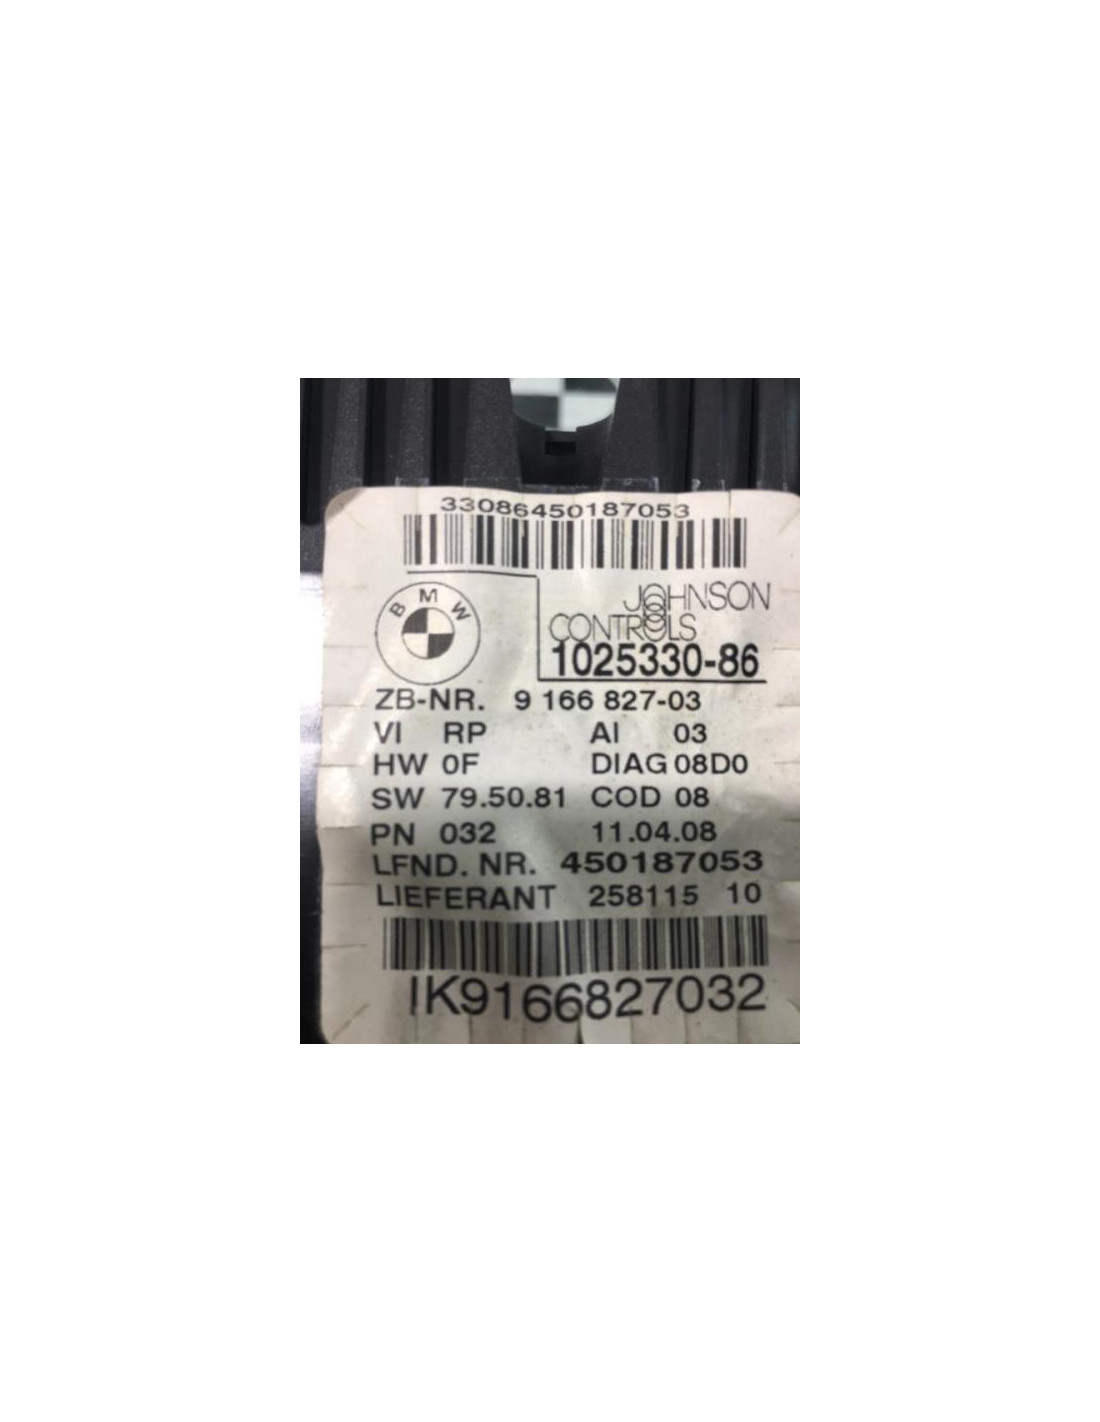 33086450187053
BMW
JOHNSON
CONTROLS
1025330-86
ZB-NR. 9 166 827-03
VI RP AI 03
HW 0F DIAG 08D0
SW 79.50.81 COD 08
PN 032 11.04.08
LFND. NR. 450187053
LIEFERANT 258115 10
IK9166827032